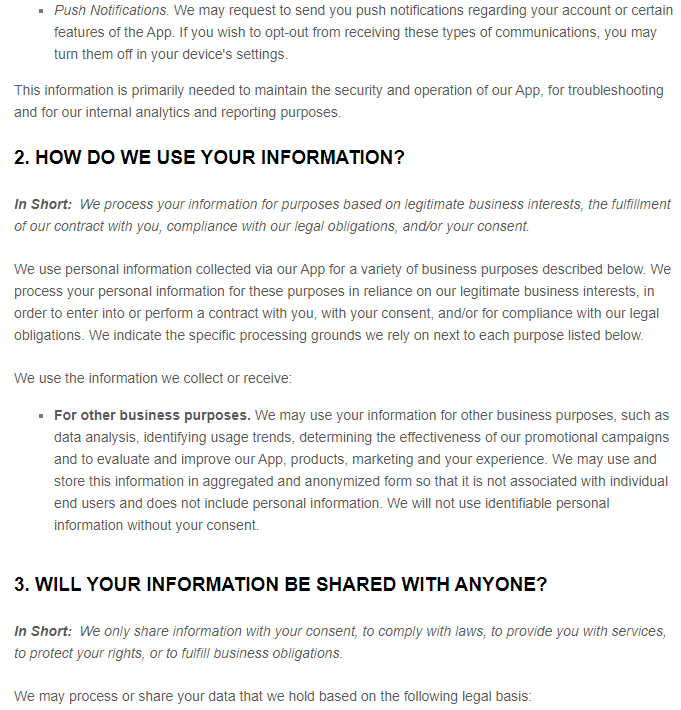 Push Notifications. We may request to send you push notifications regarding your account or certain
features of the App. If you wish to opt-out from receiving these types of communications, you may
turn them off in your device's settings.
This information is primarily needed to maintain the security and operation of our App, for troubleshooting
and for our internal analytics and reporting purposes.
2. HOW DO WE USE YOUR INFORMATION?
In Short:  We process your information for purposes based on legitimate business interests, the fulfillment
of our contract with you, compliance with our legal obligations, and/or your consent.
We use personal information collected via our App for a variety of business purposes described below. We
process your personal information for these purposes in reliance on our legitimate business interests, in
order to enter into or perform a contract with you, with your consent, and/or for compliance with our legal
obligations. We indicate the specific processing grounds we rely on next to each purpose listed below.
We use the information we collect or receive:
For other business purposes. We may use your information for other business purposes, such as
data analysis, identifying usage trends, determining the effectiveness of our promotional campaigns
and to evaluate and improve our App, products, marketing and your experience. We may use and
store this information in aggregated and anonymized form so that it is not associated with individual
end users and does not include personal information. We will not use identifiable personal
information without your consent.
3. WILL YOUR INFORMATION BE SHARED WITH ANYONE?
In Short:  We only share information with your consent, to comply with laws, to provide you with services,
to protect your rights, or to fulfill business obligations.
We may process or share your data that we hold based on the following legal basis: